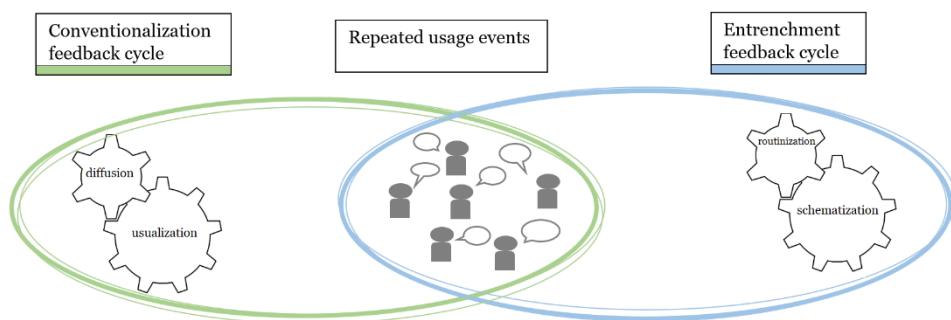 Conventionalization
feedback cycle
Repeated usage events
Entrenchment
feedback cycle
diffusion
usualization
routinization
schematization